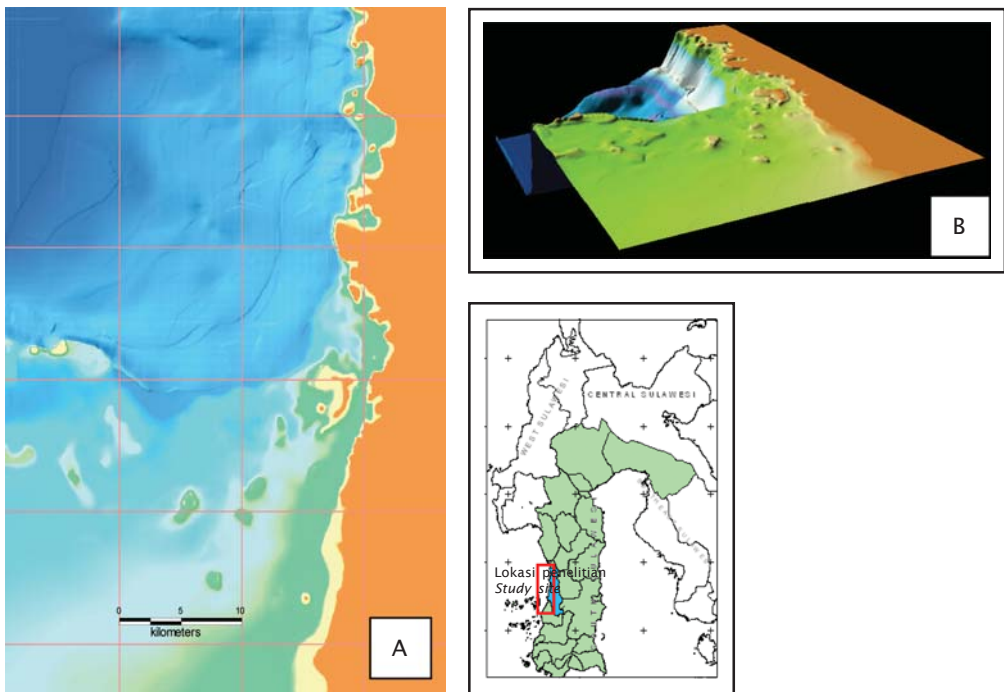 0 5 10
kilometers
A
B
WEST SULAWESI
CENTRAL SULAWESI
Lokasi penelitian
Study site